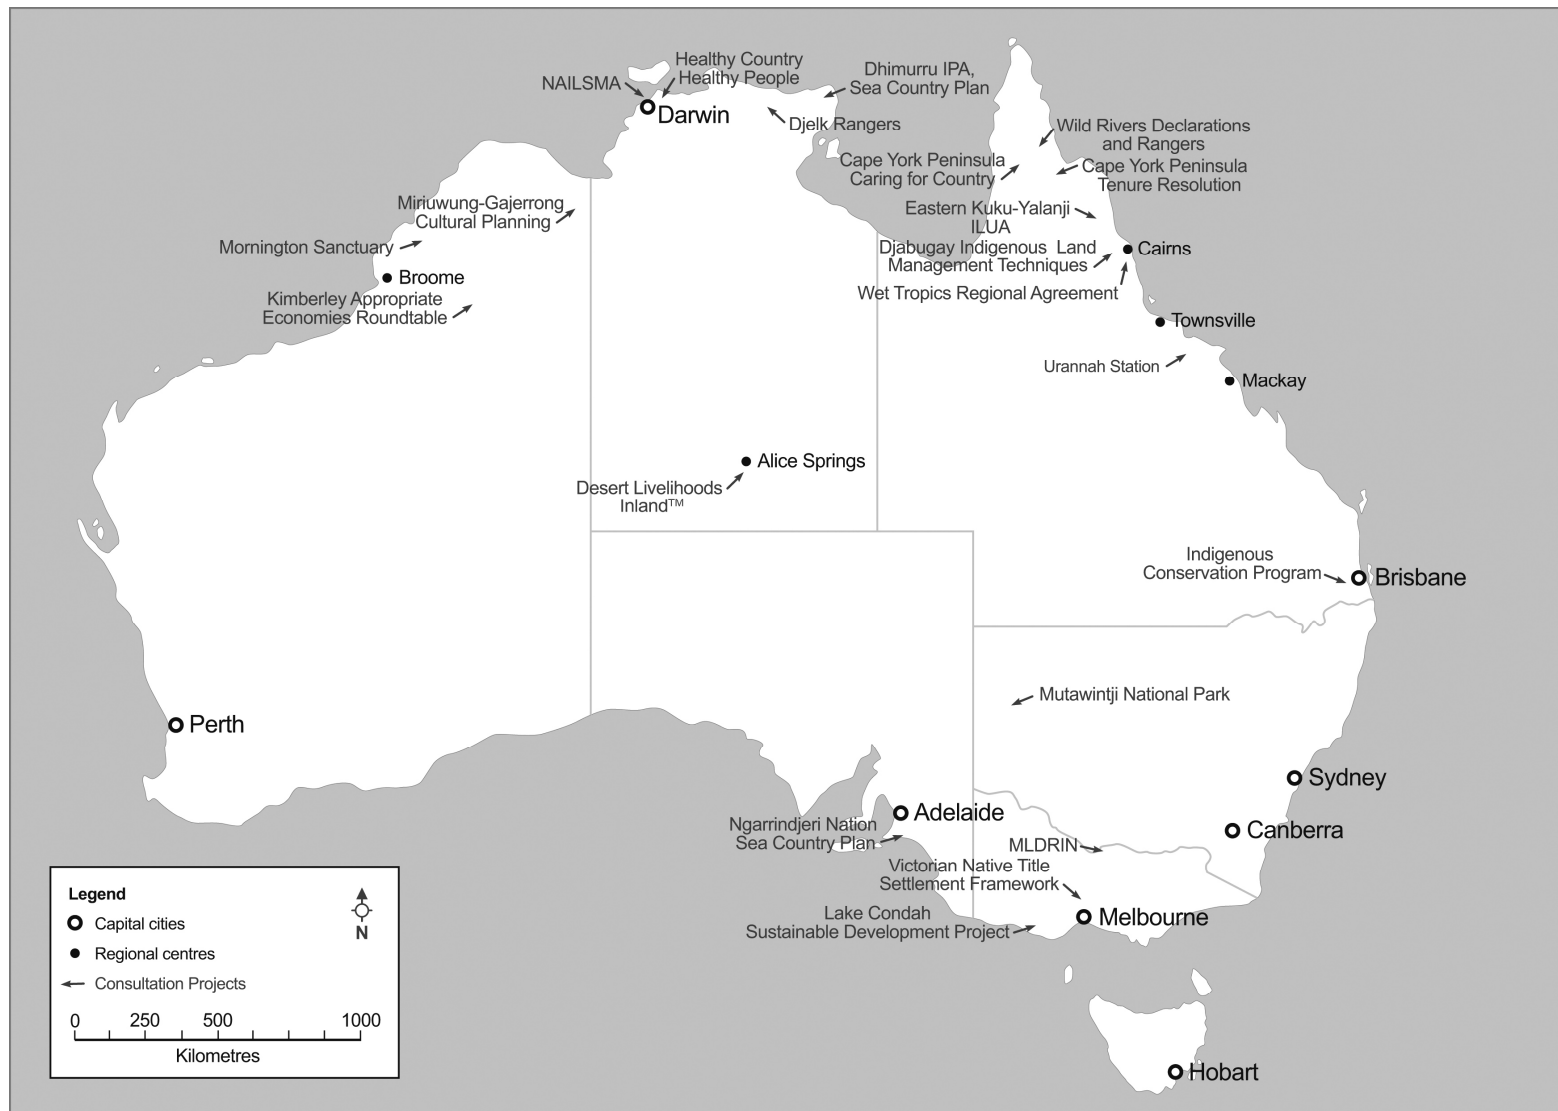 Healthy Country
Healthy People
NAILSMA
Darwin
Dhimurru IPA,
Sea Country Plan
Djelk Rangers
Wild Rivers Declarations
and Rangers
Cape York Peninsula
Caring for Country
Cape York Peninsula
Tenure Resolution
Miriuwung-Gajerrong
Cultural Planning
Eastern Kuku-Yalanji
ILUA
Mornington Sanctuary
Djabugay Indigenous Land
Management Techniques
Cairns
Broome
Wet Tropics Regional Agreement
Kimberley Appropriate
Economies Roundtable
Townsville
Urannah Station
Mackay
Alice Springs
Desert Livelihoods
Inland™
Indigenous
Conservation Program
Brisbane
Mutawintji National Park
Perth
Sydney
Adelaide
Ngarrindjeri Nation
Sea Country Plan
Canberra
MLDRIN
Victorian Native Title
Settlement Framework
Lake Condah
Sustainable Development Project
Melbourne
Hobart
Legend
Capital cities
N
Regional centres
Consultation Projects
0 250 500 1000
Kilometres